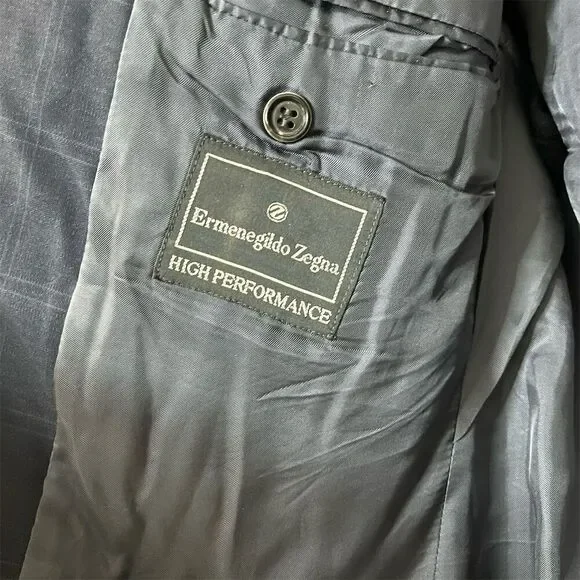 Ermenegildo Zegna
HIGH PERFORMANCE